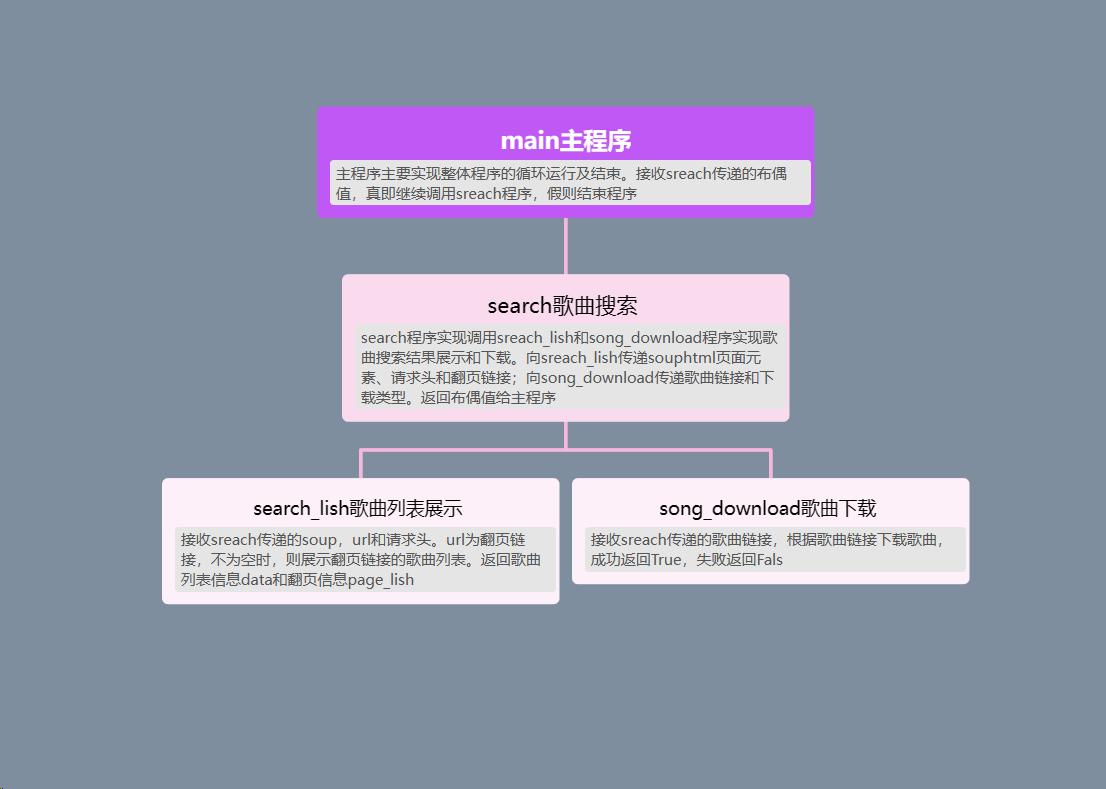 main主程序
主程序主要实现整体程序的循环运行及结束。接收sreach传递的布偶
值，真即继续调用sreach程序，假则结束程序
search歌曲搜索
search程序实现调用sreach_lish和song_download程序实现歌
曲搜索结果展示和下载。向sreach_lish传递souphtml页面元
素、请求头和翻页链接；向song_download传递歌曲链接和下
载类型。返回布偶值给主程序
search_lish歌曲列表展示
接收sreach传递的soup，url和请求头。url为翻页链
接，不为空时，则展示翻页链接的歌曲列表。返回歌曲
列表信息data和翻页信息page_lish
song_download歌曲下载
接收sreach传递的歌曲链接，根据歌曲链接下载歌曲，
成功返回True，失败返回Fals